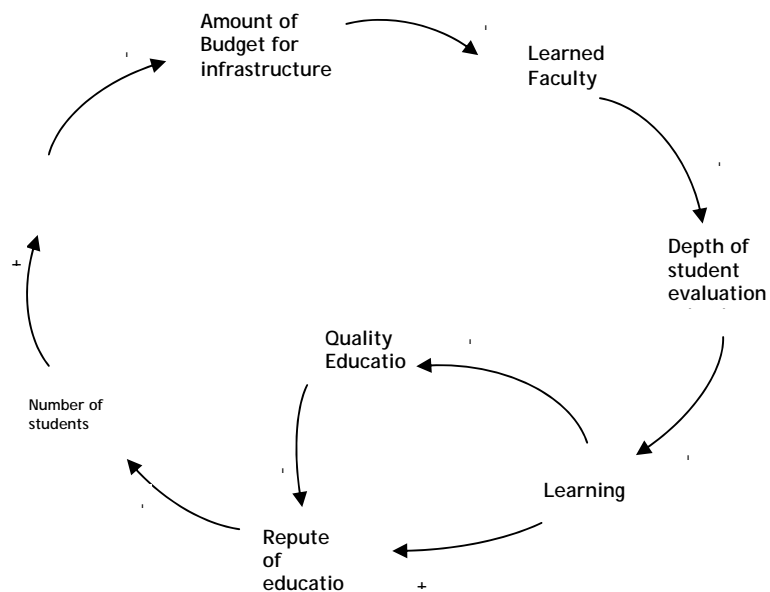 Amount of
Budget for
infrastructure
Learned
Faculty
Depth of
student
evaluation
+
Quality
Educatio
Number of
students
Learning
Repute
of
educatio
+